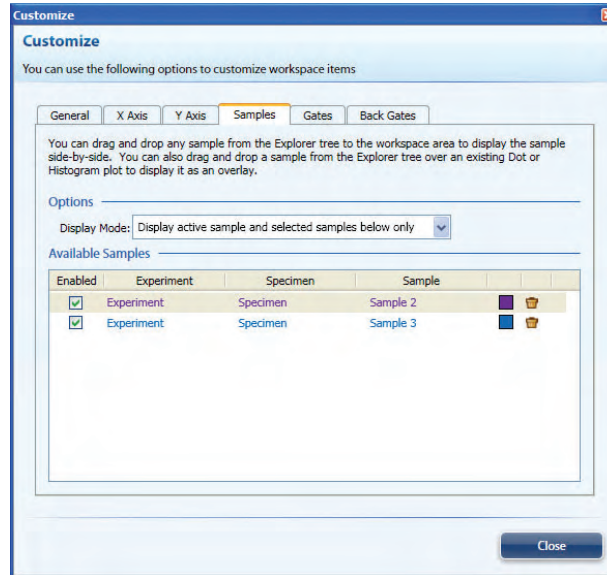 Customize
Customize
You can use the following options to customize workspace items
General X Axis Y Axis Samples Gates Back Gates
You can drag and drop any sample from the Explorer tree to the workspace area to display the sample
side-by-side. You can also drag and drop a sample from the Explorer tree over an existing Dot or
Histogram plot to display it as an overlay.
Options
Display Mode: Display active sample and selected samples below only
Available Samples
Enabled Experiment Specimen Sample
Experiment Specimen Sample 2
Experiment Specimen Sample 3
Close